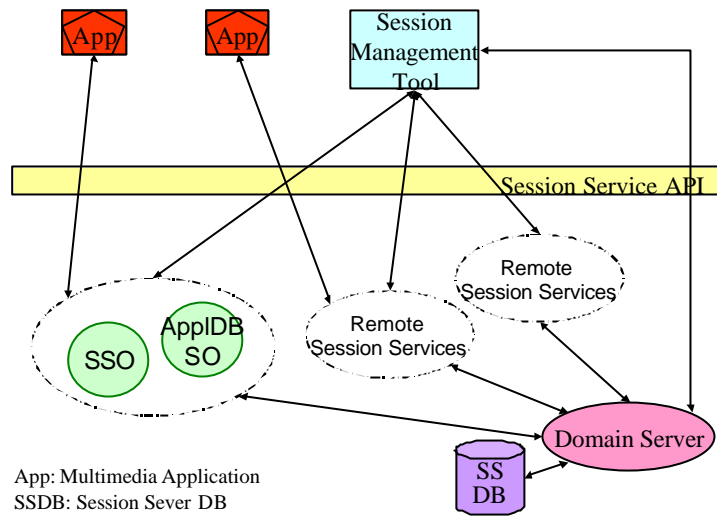 App
App
Session
Management
Tool
Session Service API
Remote
Session Services
ApplDB
SO
SSO
Remote
Session Services
Domain Server
SS
DB
App: Multimedia Application
SSDB: Session Sever DB